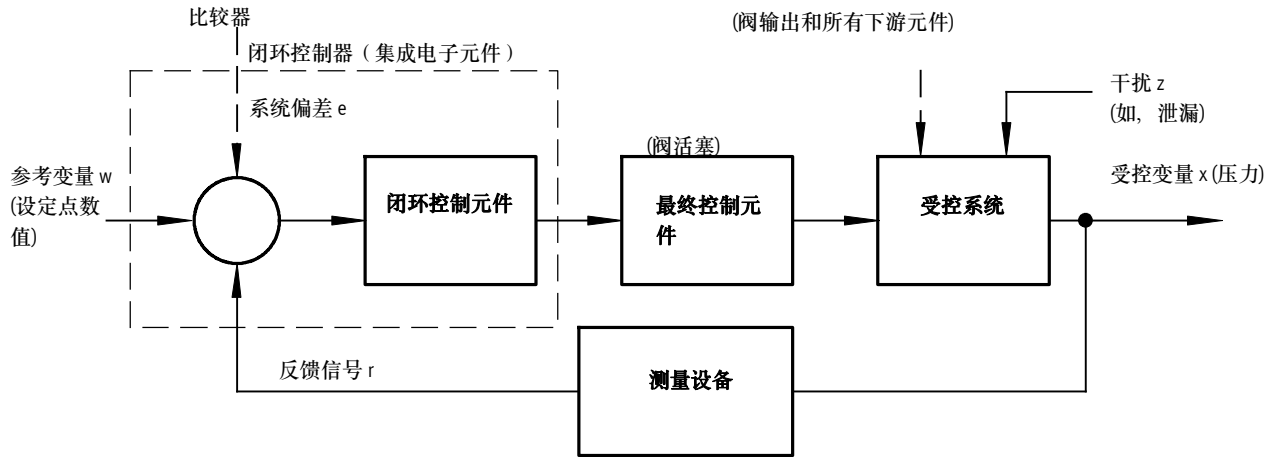 比较器
(阀输出和所有下游元件)
闭环控制器（集成电子元件）
干扰 z
(如，泄漏)
系统偏差 e
(阀活塞)
参考变量 w
(设定点数
值)
闭环控制元件
最终控制元
件
受控系统
受控变量 x (压力)
反馈信号 r
测量设备